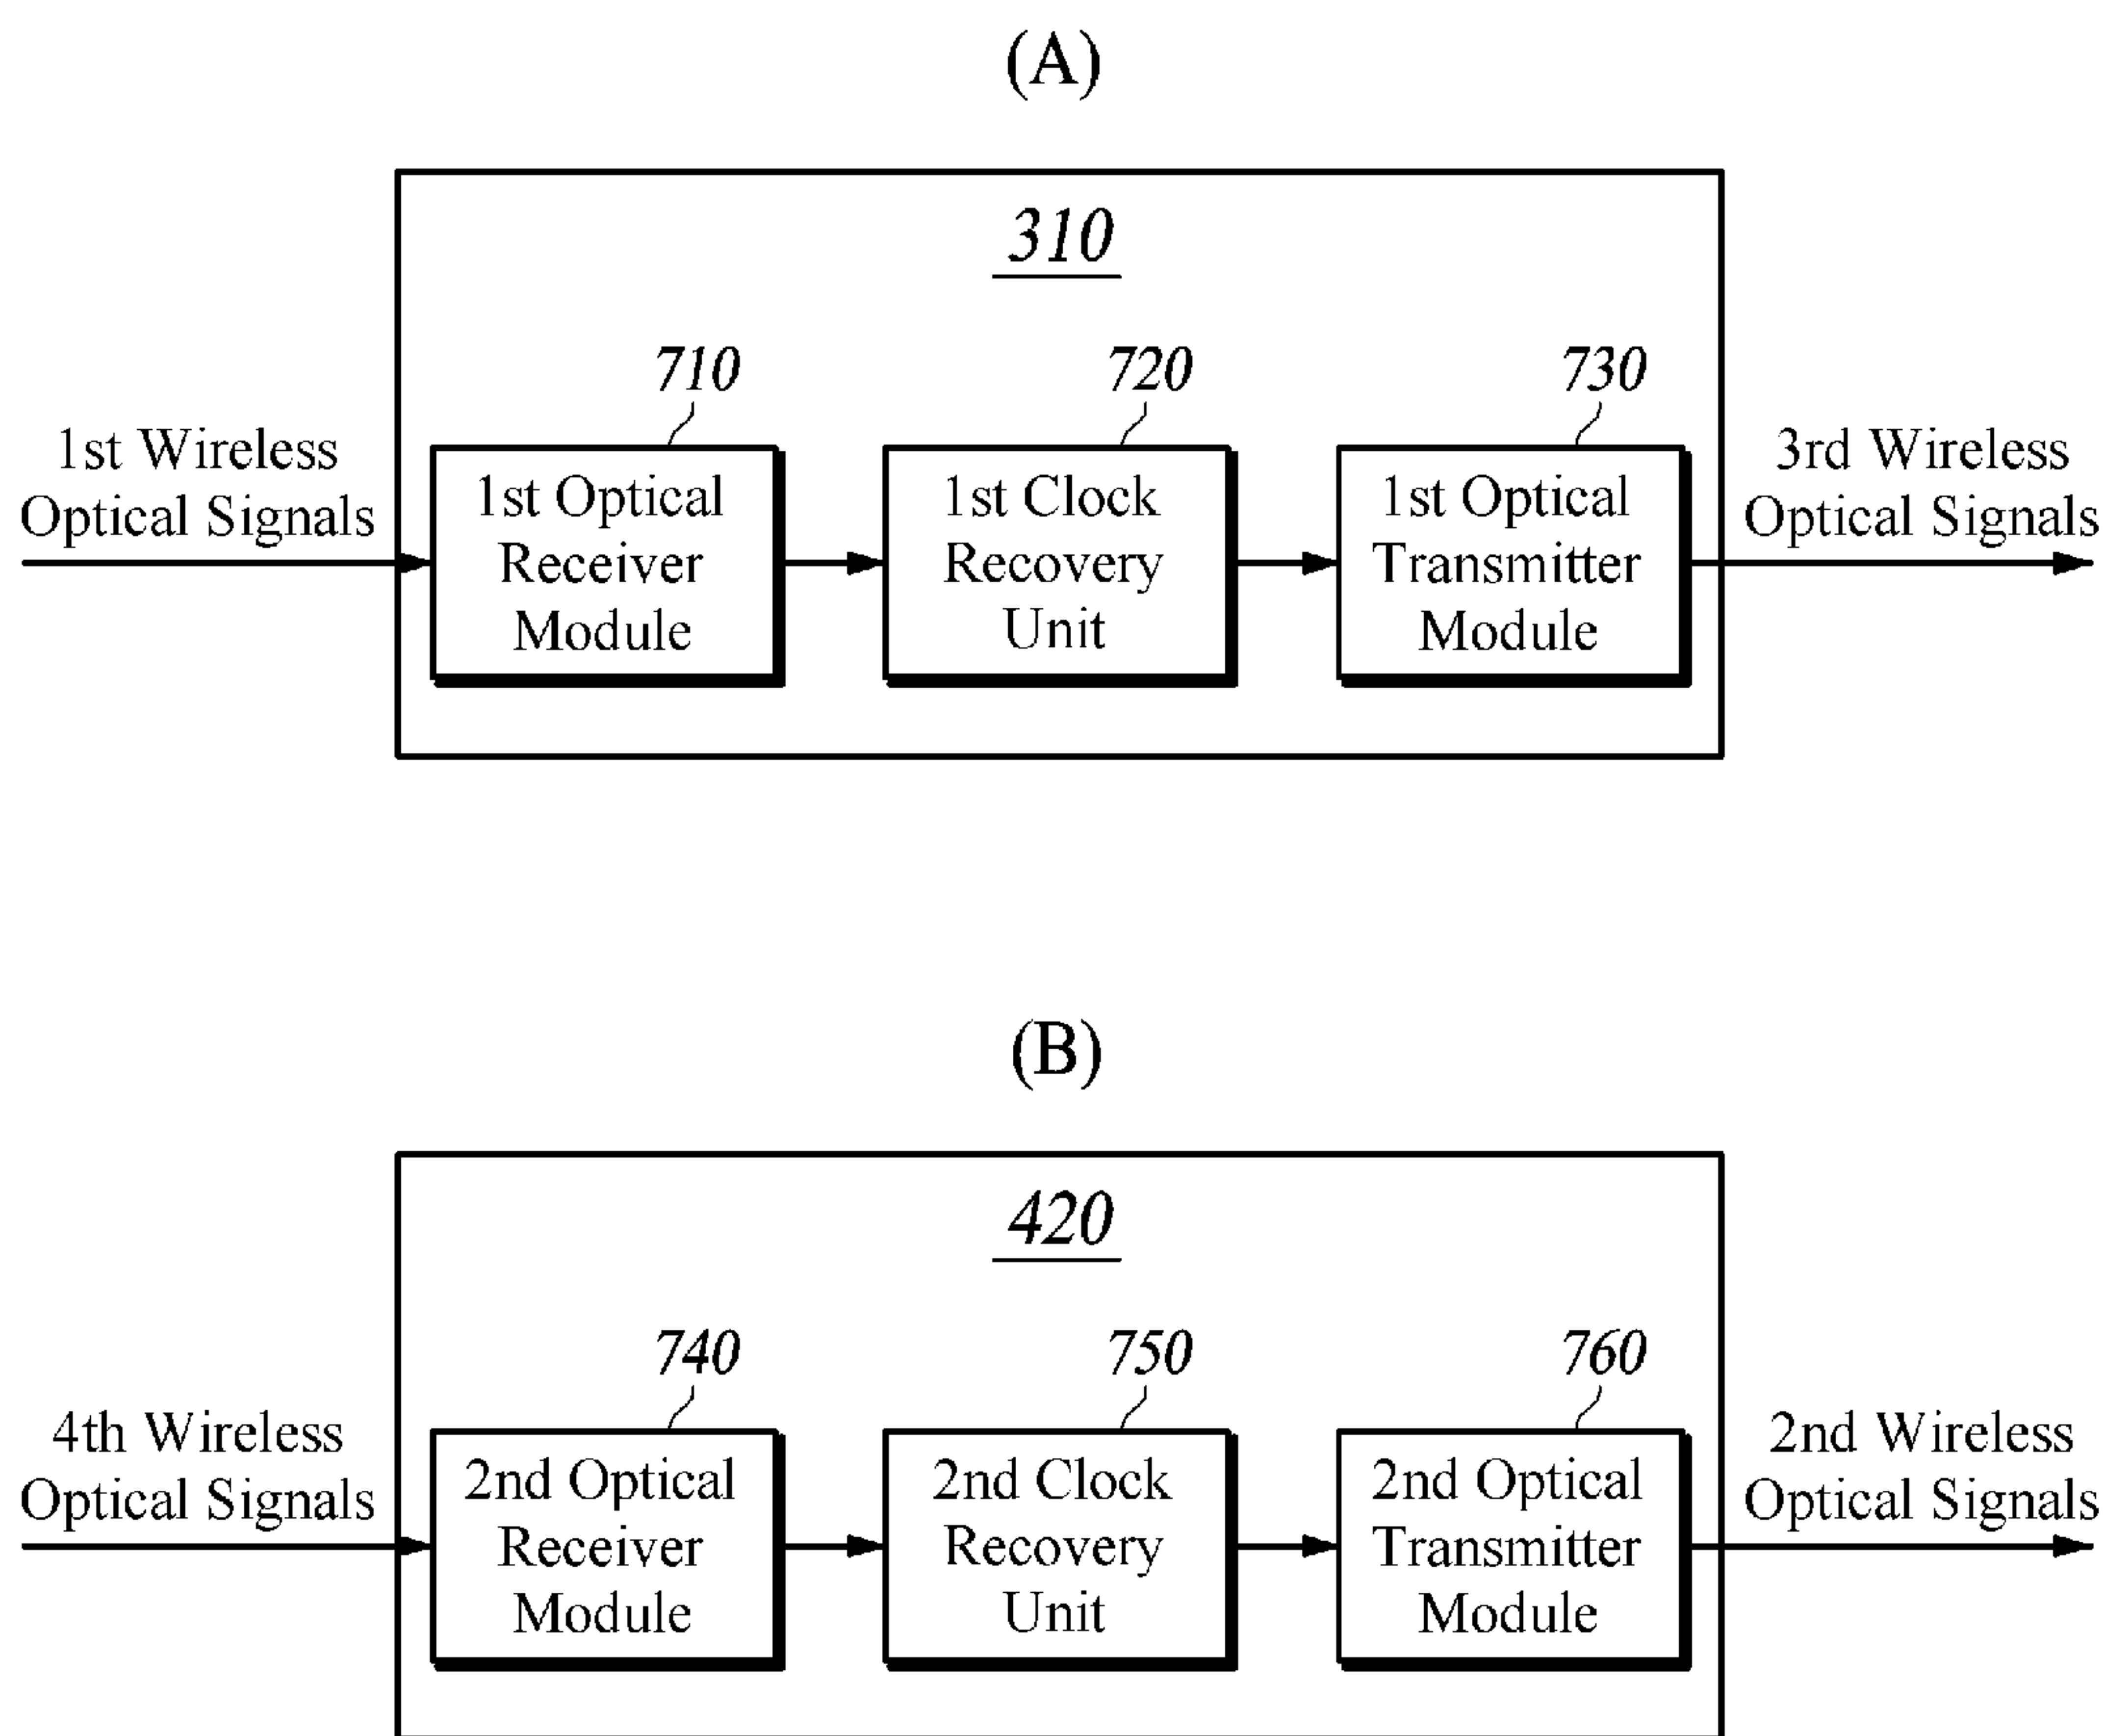 (A)
310
710
720
730
1st Wireless
Optical Signals
1st Optical
Receiver
Module
1st Clock
Recovery
Unit
1st Optical
Transmitter
Module
3rd Wireless
Optical Signals
(B)
420
740
750
760
4th Wireless
Optical Signals
2nd Optical
Receiver
Module
2nd Clock
Recovery
Unit
2nd Optical
Transmitter
Module
2nd Wireless
Optical Signals